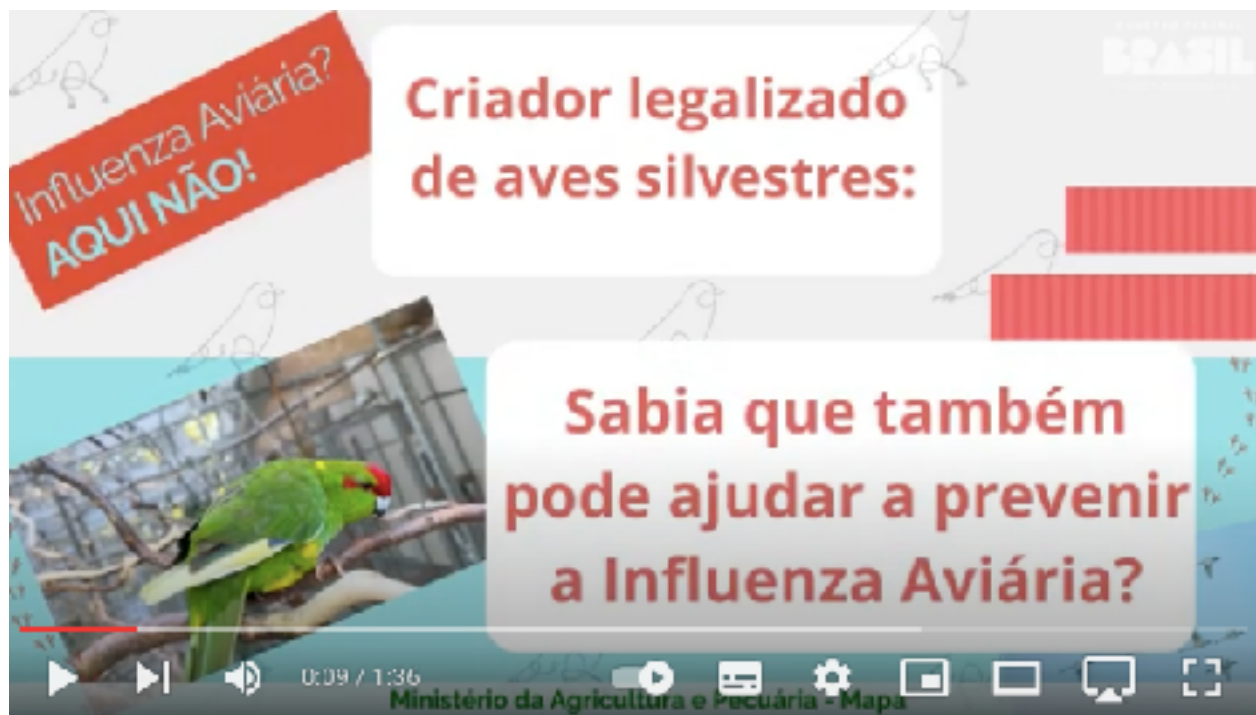 Influenza Aviária?
AQUI NÃO!
Criador legalizado
de aves silvestres:
BRASIL
Sabia que também
pode ajudar a prevenir
a Influenza Aviária?
0:09 / 1:36
Ministério da Agricultura e Pecuária - Mapa